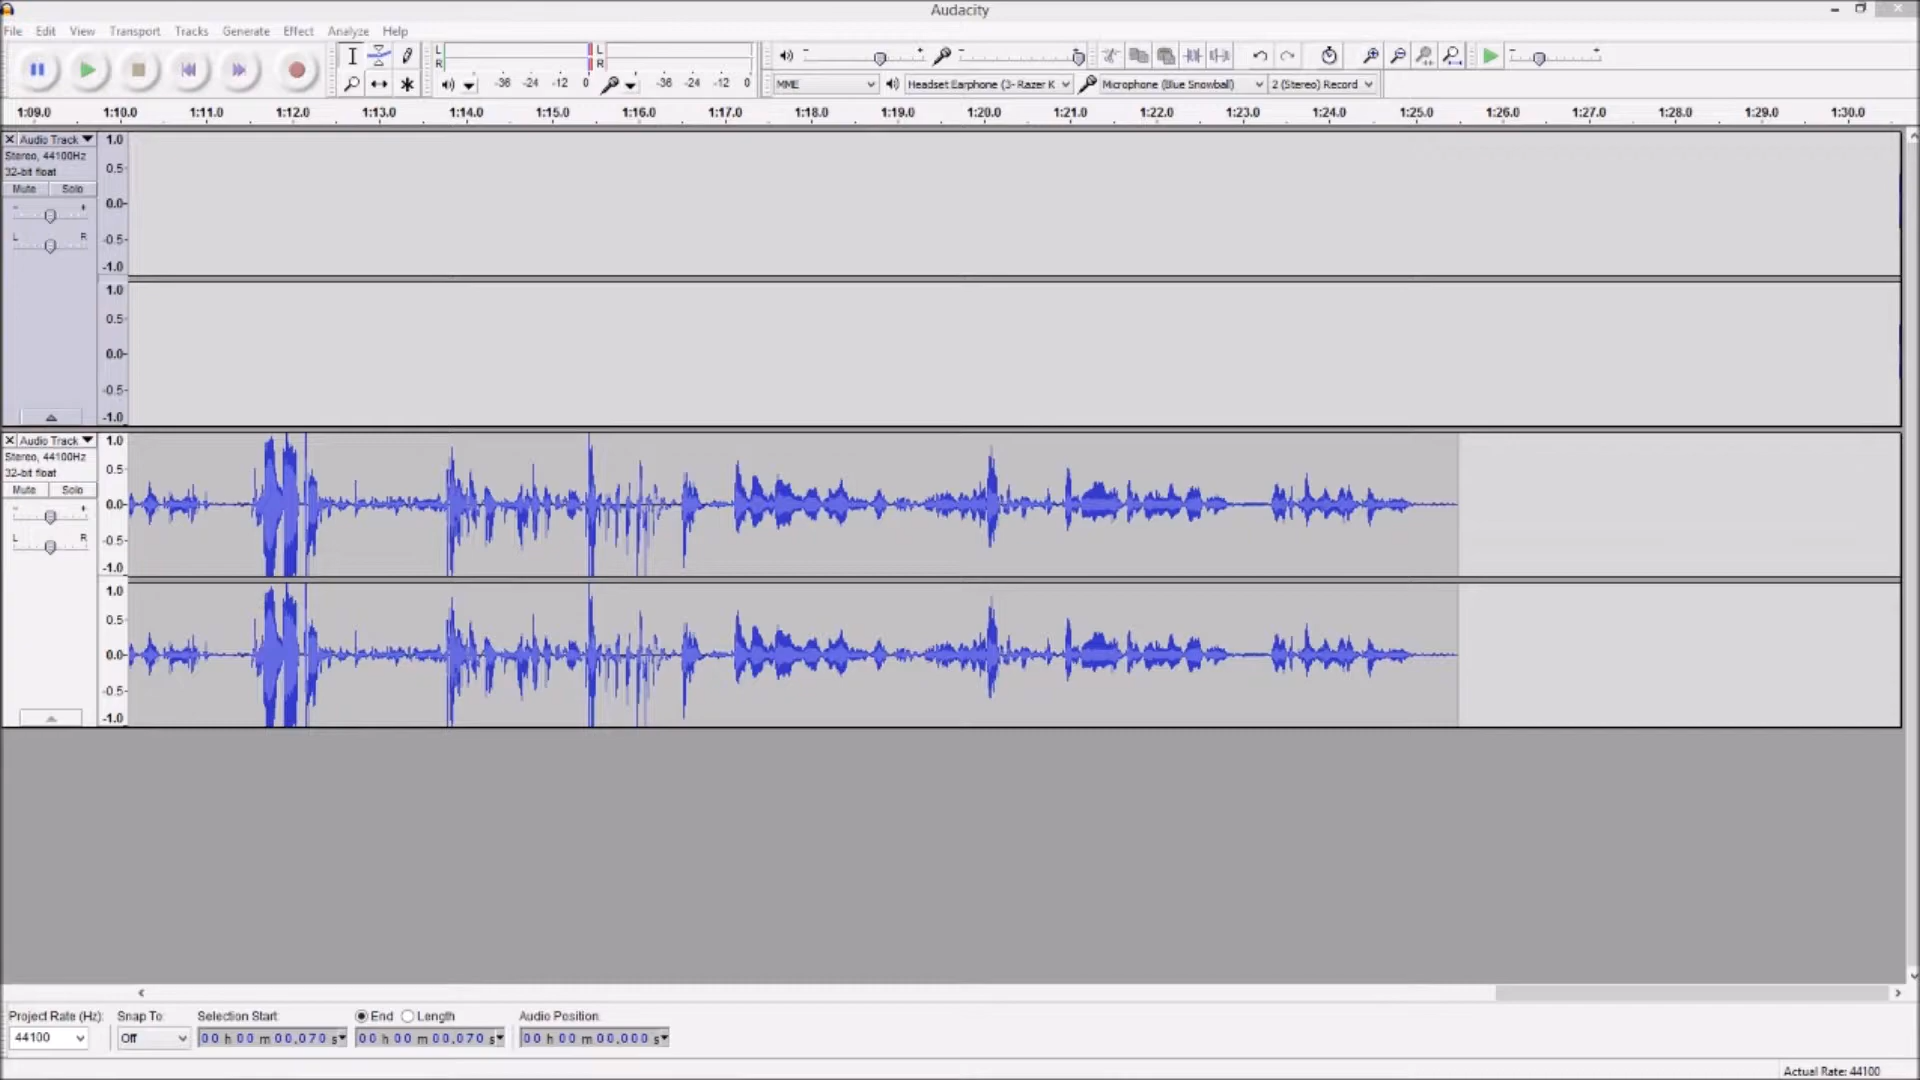 Audacity
File Edit View Transport Tracks Generate Effect Analyze Help
L
R
L
R
-36 -24 -12 0
-36 -24 -12 0
MME
Headset Earphone (3- Razer K
Microphone (Blue Snowball)
2 (Stereo) Record
1:09.0 1:10.0 1:11.0 1:12.0 1:13.0 1:14.0 1:15.0 1:16.0 1:17.0 1:18.0 1:19.0 1:20.0 1:21.0 1:22.0 1:23.0 1:24.0 1:25.0 1:26.0 1:27.0 1:28.0 1:29.0 1:30.0
Audio Track
Stereo, 44100Hz
32-bit float
Mute Solo
- +
L R
1.0
0.5
0.0
-0.5
-1.0
1.0
0.5
0.0
-0.5
-1.0
Audio Track
Stereo, 44100Hz
32-bit float
Mute Solo
- +
L R
1.0
0.5
0.0
-0.5
-1.0
1.0
0.5
0.0
-0.5
-1.0
Project Rate (Hz): Snap To Selection Start End Length Audio Position
44100 Off 00 h 00 m 00.070 s 00 h 00 m 00.070 s 00 h 00 m 00.000 s
Actual Rate: 44100